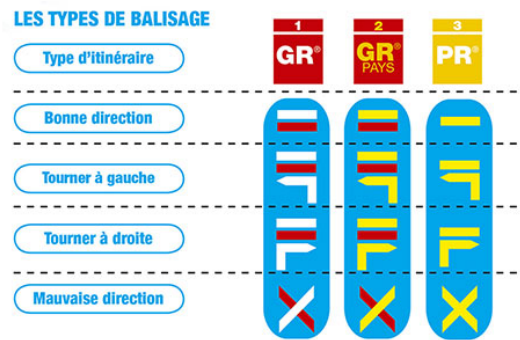 LES TYPES DE BALISAGE
1 2 3
Type d'itinéraire
GR® GR® PR®
PAYS
Bonne direction
Tourner à gauche
Tourner à droite
Mauvaise direction